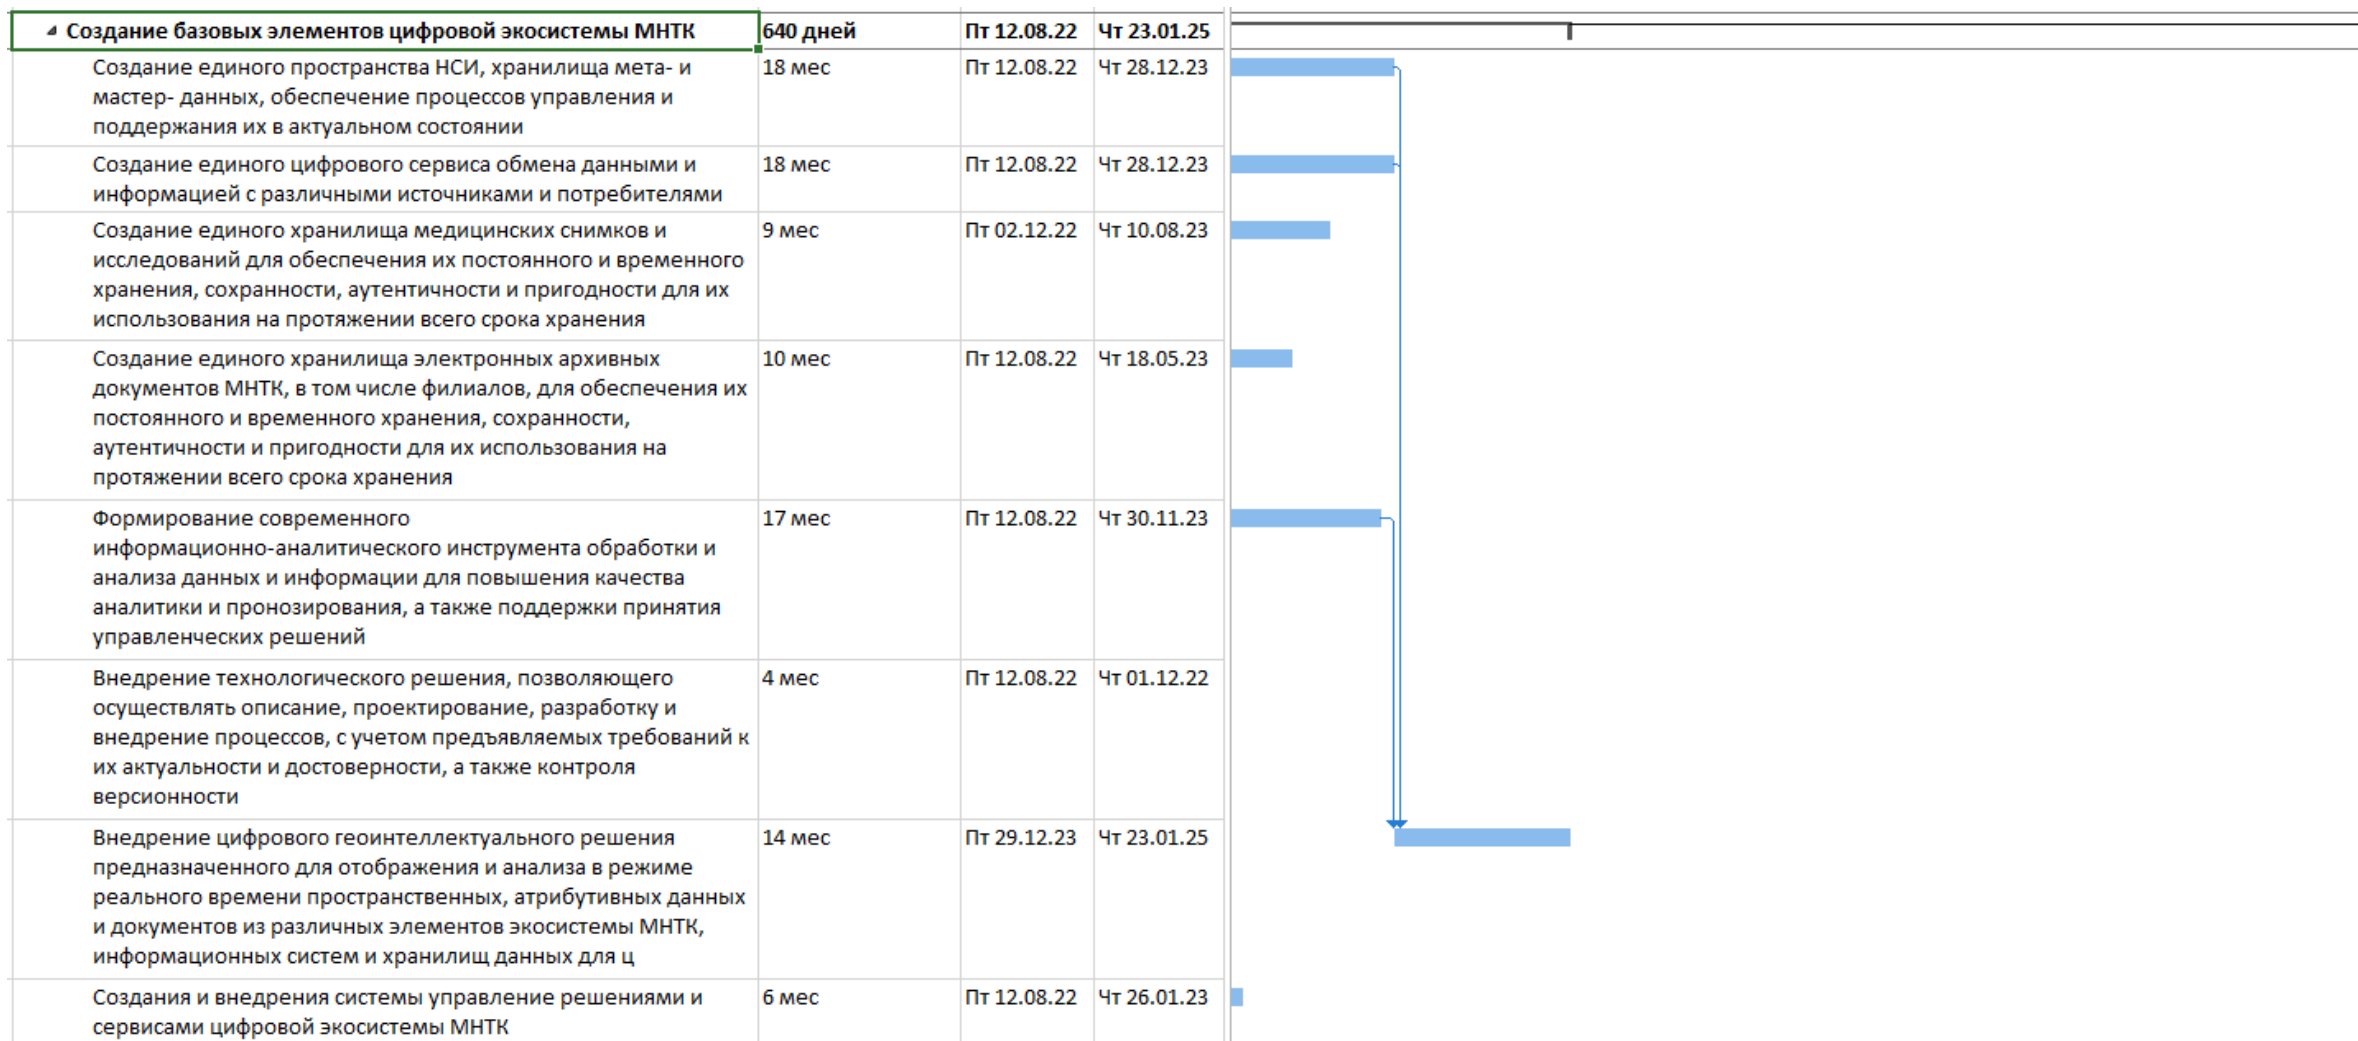 Создание базовых элементов цифровой экосистемы МНТК 640 дней Пт 12.08.22 Чт 23.01.25
Создание единого пространства НСИ, хранилища мета- и 18 мес Пт 12.08.22 Чт 28.12.23
мастер- данных, обеспечение процессов управления и
поддержания их в актуальном состоянии
Создание единого цифрового сервиса обмена данными и 18 мес Пт 12.08.22 Чт 28.12.23
информацией с различными источниками и потребителями
Создание единого хранилища медицинских снимков и 9 мес Пт 02.12.22 Чт 10.08.23
исследований для обеспечения их постоянного и временного
хранения, сохранности, аутентичности и пригодности для их
использования на протяжении всего срока хранения
Создание единого хранилища электронных архивных 10 мес Пт 12.08.22 Чт 18.05.23
документов МНТК, в том числе филиалов, для обеспечения их
постоянного и временного хранения, сохранности,
аутентичности и пригодности для их использования на
протяжении всего срока хранения
Формирование современного 17 мес Пт 12.08.22 Чт 30.11.23
информационно-аналитического инструмента обработки и
анализа данных и информации для повышения качества
аналитики и пронозирования, а также поддержки принятия
управленческих решений
Внедрение технологического решения, позволяющего 4 мес Пт 12.08.22 Чт 01.12.22
осуществлять описание, проектирование, разработку и
внедрение процессов, с учетом предъявляемых требований к
их актуальности и достоверности, а также контроля
версионности
Внедрение цифрового геоинтеллектуального решения 14 мес Пт 29.12.23 Чт 23.01.25
предназначенного для отображения и анализа в режиме
реального времени пространственных, атрибутивных данных
и документов из различных элементов экосистемы МНТК,
информационных систем и хранилищ данных для ц
Создания и внедрения системы управление решениями и 6 мес Пт 12.08.22 Чт 26.01.23
сервисами цифровой экосистемы МНТК